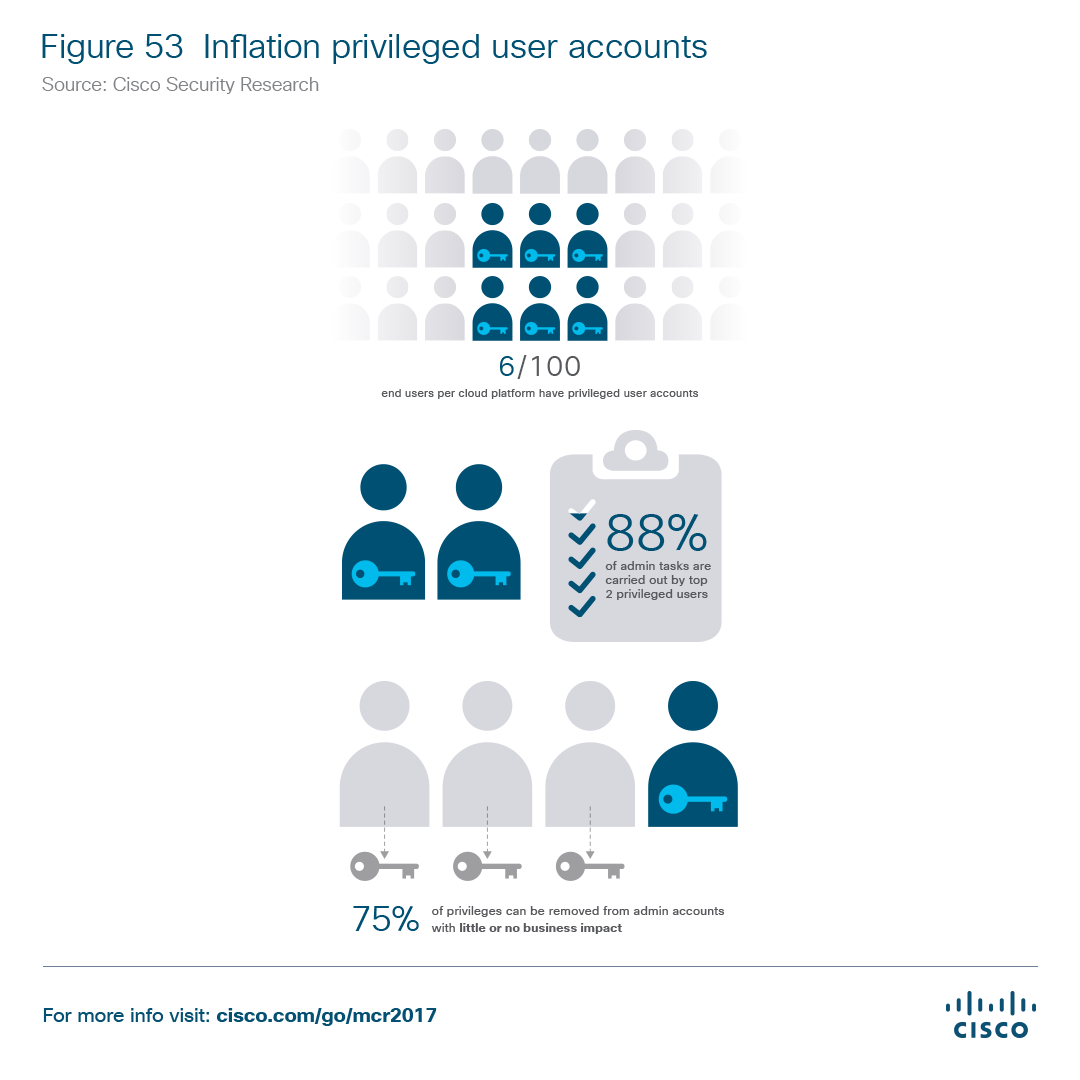 Figure 53  Inflation privileged user accounts
Source: Cisco Security Research
6/100
end users per cloud platform have privileged user accounts
88%
of admin tasks are
carried out by top
2 privileged users
75%
of privileges can be removed from admin accounts
with little or no business impact
For more info visit: cisco.com/go/mcr2017
CISCO